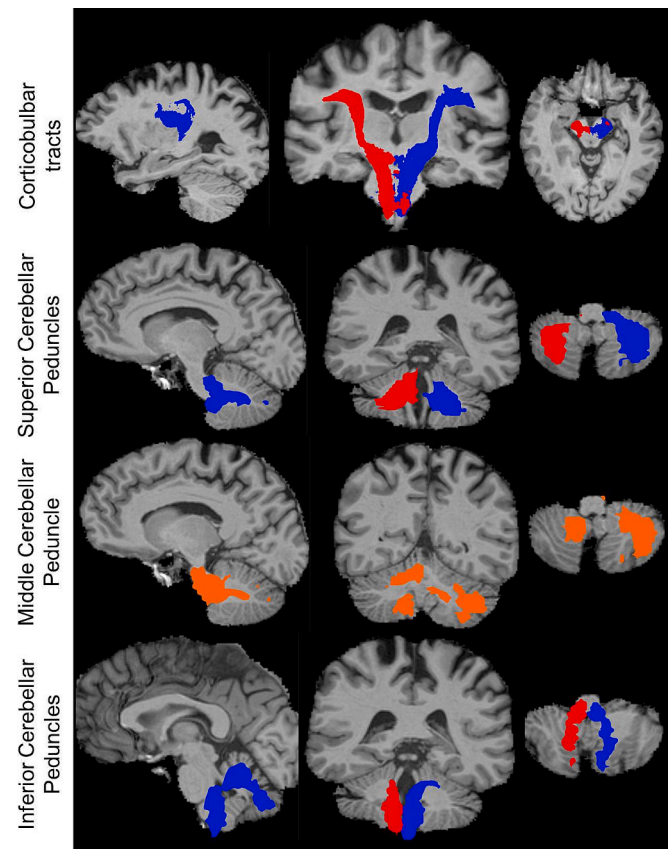 Corticobulbar
tracts
Superior Cerebellar
Peduncles
Middle Cerebellar
Peduncle
Inferior Cerebellar
Peduncles